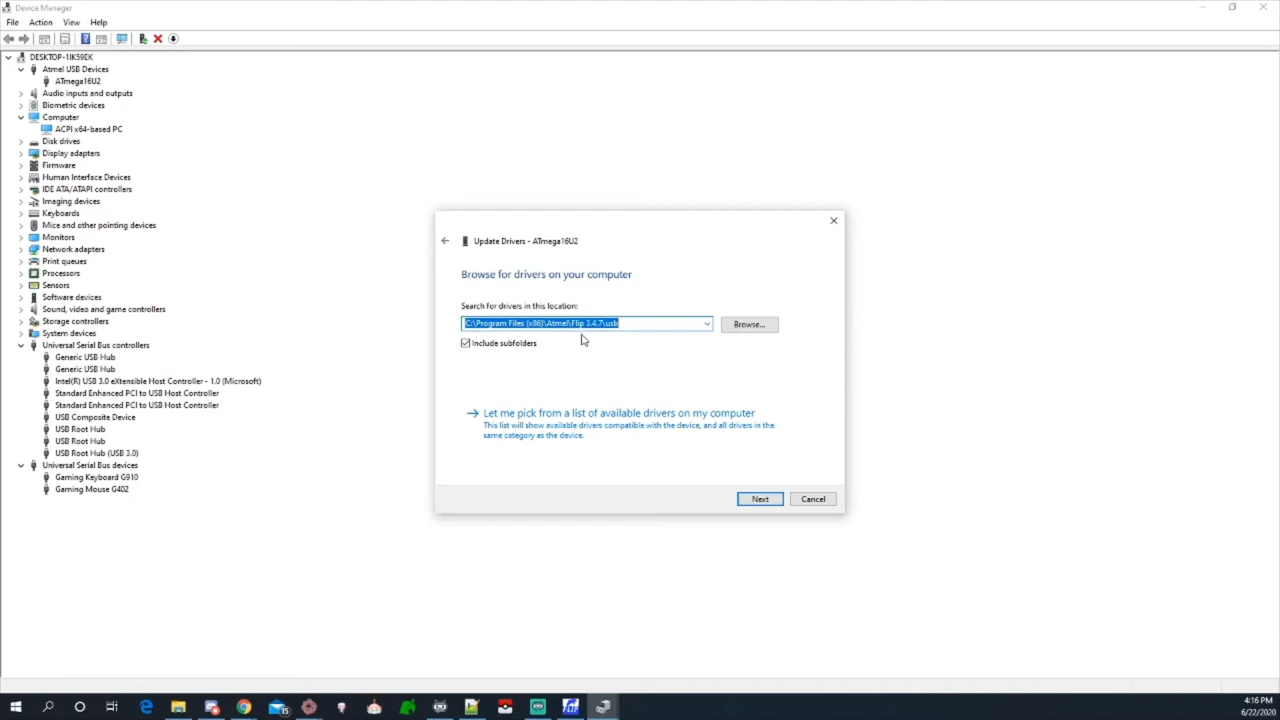 Device Manager
File Action View Help
DESKTOP-1IK59EK
Atmel USB Devices
ATmega16U2
Audio inputs and outputs
Biometric devices
Computer
ACPI x64-based PC
Disk drives
Display adapters
Firmware
Human Interface Devices
IDE ATA/ATAPI controllers
Imaging devices
Keyboards
Mice and other pointing devices
Monitors
Network adapters
Print queues
Processors
Sensors
Software devices
Sound, video and game controllers
Storage controllers
System devices
Universal Serial Bus controllers
Generic USB Hub
Generic USB Hub
Intel(R) USB 3.0 eXtensible Host Controller - 1.0 (Microsoft)
Standard Enhanced PCI to USB Host Controller
Standard Enhanced PCI to USB Host Controller
USB Composite Device
USB Root Hub
USB Root Hub
USB Root Hub (USB 3.0)
Universal Serial Bus devices
Gaming Keyboard G910
Gaming Mouse G402
Update Drivers - ATmega16U2
Browse for drivers on your computer
Search for drivers in this location:
C:\Program Files (x86)\Atmel\Flip 3.4.7\usb
Browse...
Include subfolders
Let me pick from a list of available drivers on my computer
This list will show available drivers compatible with the device, and all drivers in the
same category as the device.
Next Cancel
15
4:16 PM
6/22/2020